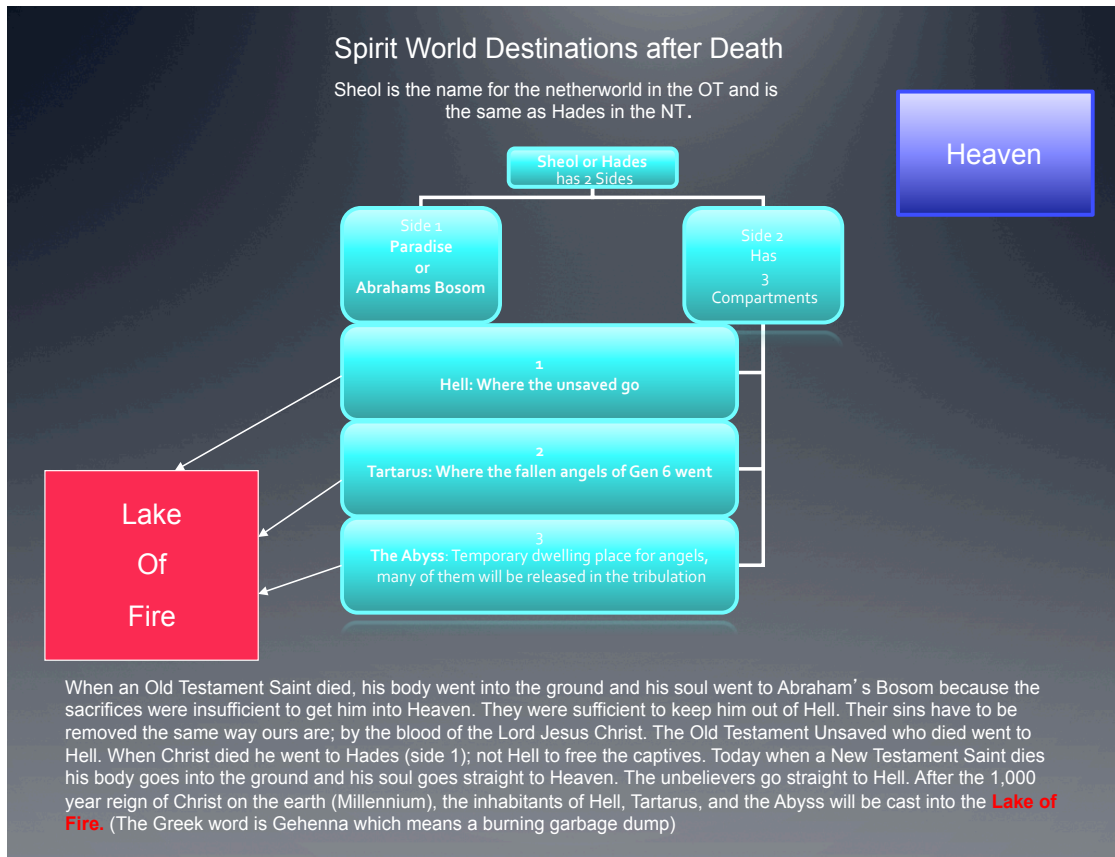 Spirit World Destinations after Death
Sheol is the name for the netherworld in the OT and is
the same as Hades in the NT.
Heaven
Sheol or Hades
has 2 Sides
Side 1
Paradise
or
Abrahams Bosom
Side 2
Has
3
Compartments
1
Hell: Where the unsaved go
2
Tartarus: Where the fallen angels of Gen 6 went
3
The Abyss: Temporary dwelling place for angels,
many of them will be released in the tribulation
Lake
Of
Fire
When an Old Testament Saint died, his body went into the ground and his soul went to Abraham’s Bosom because the
sacrifices were insufficient to get him into Heaven. They were sufficient to keep him out of Hell. Their sins have to be
removed the same way ours are; by the blood of the Lord Jesus Christ. The Old Testament Unsaved who died went to
Hell. When Christ died he went to Hades (side 1); not Hell to free the captives. Today when a New Testament Saint dies
his body goes into the ground and his soul goes straight to Heaven. The unbelievers go straight to Hell. After the 1,000
year reign of Christ on the earth (Millennium), the inhabitants of Hell, Tartarus, and the Abyss will be cast into the Lake of
Fire. (The Greek word is Gehenna which means a burning garbage dump)